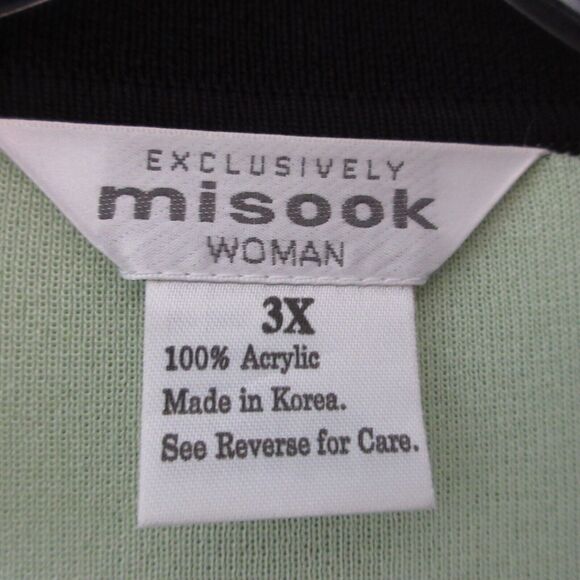 EXCLUSIVELY
misook
WOMAN
3X
100% Acrylic
Made in Korea.
See Reverse for Care.